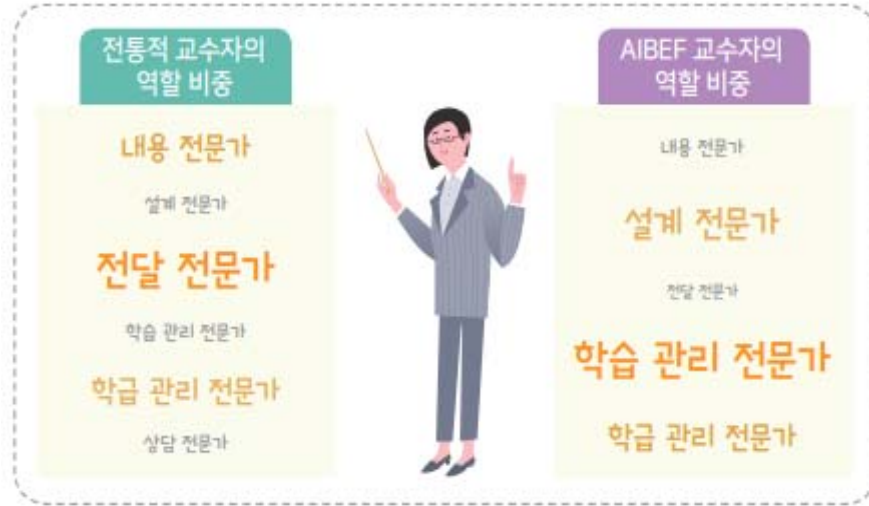 전통적 교수자의
역할 비중
내용 전문가
설계 전문가
전달 전문가
학습 관리 전문가
학급 관리 전문가
상담 전문가
AIBEF 교수자의
역할 비중
내용 전문가
설계 전문가
전달 전문가
학습 관리 전문가
학급 관리 전문가